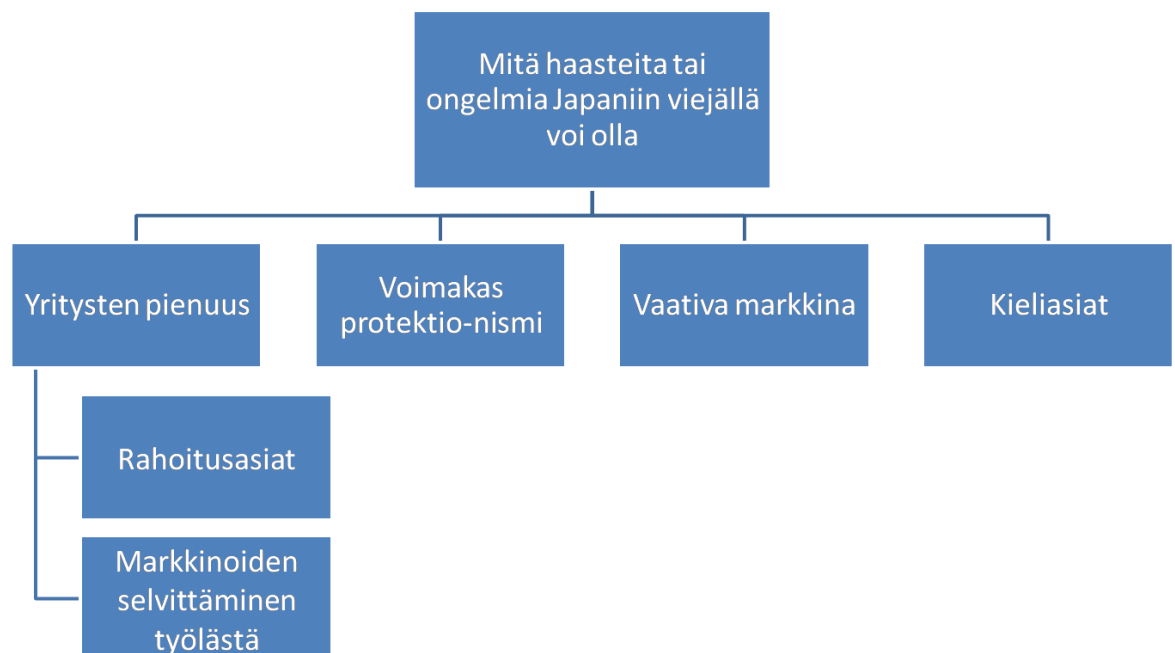 Mitä haasteita tai
ongelmia Japaniin viejällä
voi olla
Yritysten pienuus
Voimakas
protektio-nismi
Vaativa markkina
Kieliasiat
Rahoitusasiat
Markkinoiden
selvittäminen
työlästä